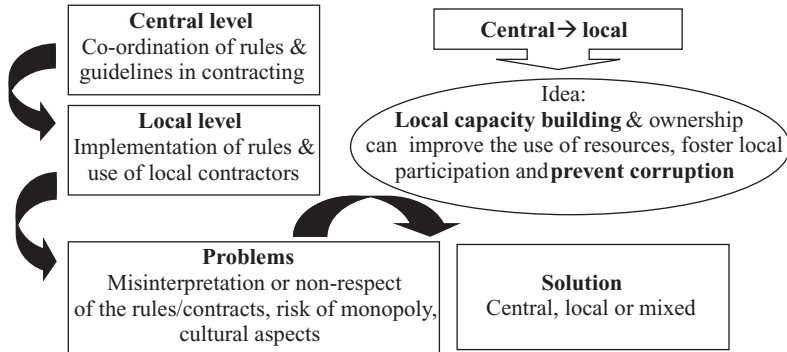 Central level
Co-ordination of rules &
guidelines in contracting
Local level
Implementation of rules &
use of local contractors
Problems
Misinterpretation or non-respect
of the rules/contracts, risk of monopoly,
cultural aspects
Central → local
Idea:
Local capacity building & ownership
can improve the use of resources, foster local
participation and prevent corruption
Solution
Central, local or mixed